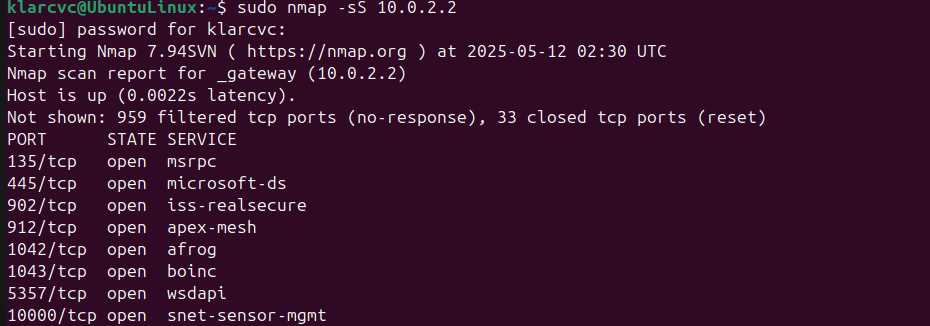 klarcvc@UbuntuLinux:~$ sudo nmap -sS 10.0.2.2
[sudo] password for klarcvc:
Starting Nmap 7.94SVN ( https://nmap.org ) at 2025-05-12 02:30 UTC
Nmap scan report for _gateway (10.0.2.2)
Host is up (0.0022s latency).
Not shown: 959 filtered tcp ports (no-response), 33 closed tcp ports (reset)
PORT      STATE SERVICE
135/tcp   open  msrpc
445/tcp   open  microsoft-ds
902/tcp   open  iss-realsecure
912/tcp   open  apex-mesh
1042/tcp  open  afrog
1043/tcp  open  boinc
5357/tcp  open  wsdapi
10000/tcp open  snet-sensor-mgmt